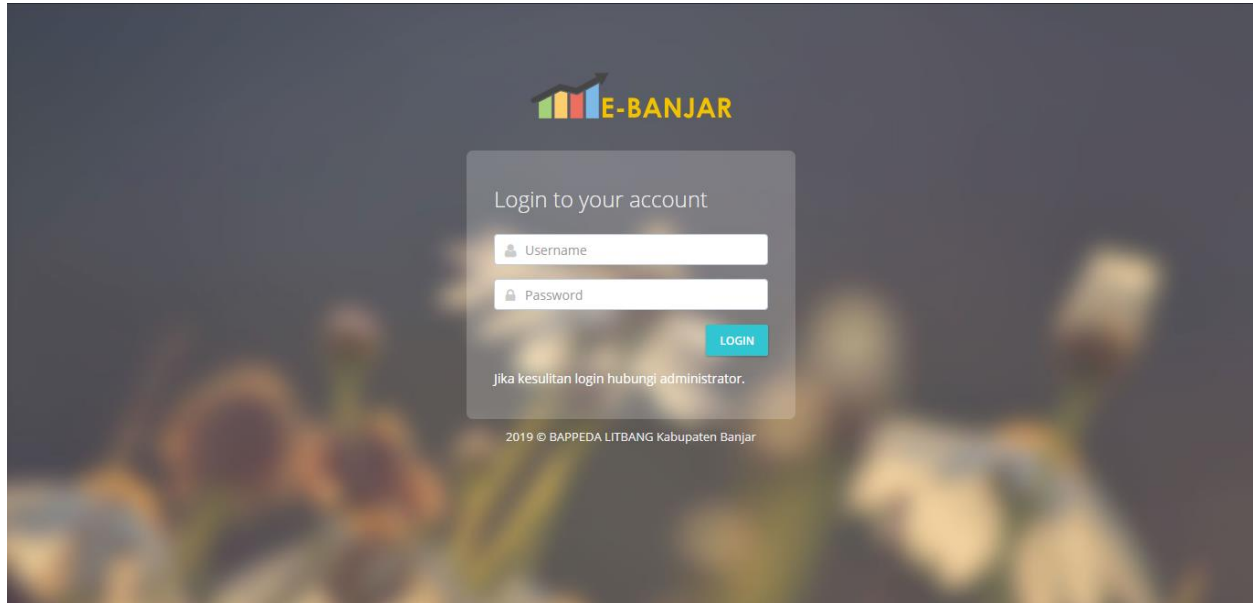 E-BANJAR
Login to your account
Username
Password
LOGIN
Jika kesulitan login hubungi administrator.
2019 © BAPPEDA LITBANG Kabupaten Banjar